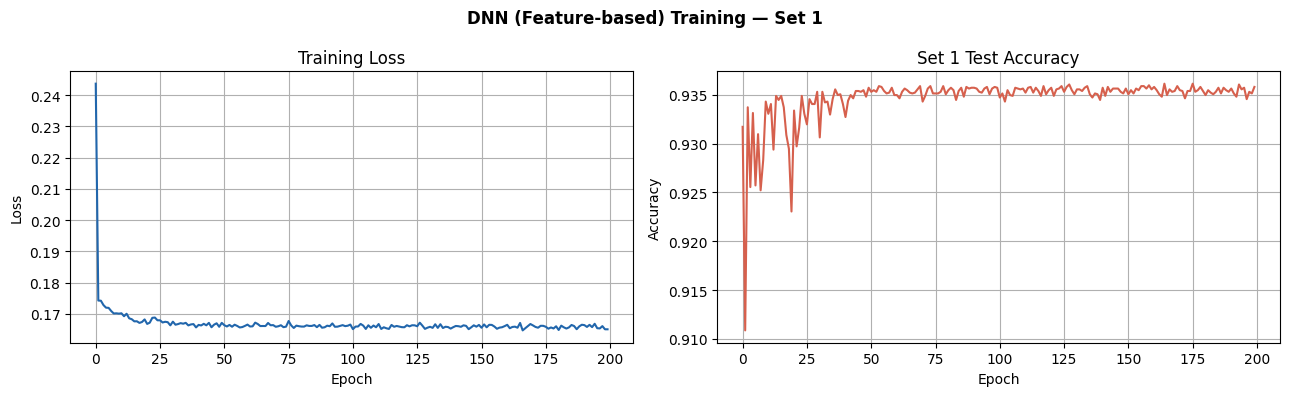 DNN (Feature-based) Training — Set 1
Training Loss
Loss
0.24
0.23
0.22
0.21
0.20
0.19
0.18
0.17
0 25 50 75 100 125 150 175 200
Epoch
Set 1 Test Accuracy
Accuracy
0.935
0.930
0.925
0.920
0.915
0.910
0 25 50 75 100 125 150 175 200
Epoch